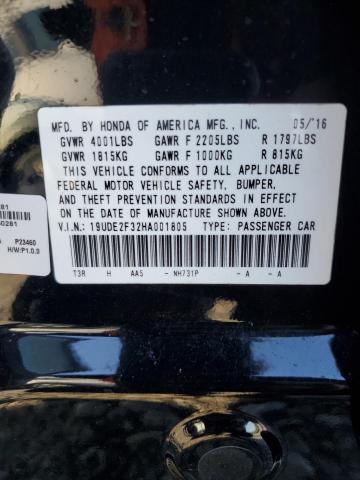 MFD. BY HONDA OF AMERICA MFG., INC. 05/'16
GVWR 4001LBS GAWR F 2205LBS R 1797LBS
GVWR 1815KG GAWR F 1000KG R 815KG
THIS VEHICLE CONFORMS TO ALL APPLICABLE
FEDERAL MOTOR VEHICLE SAFETY, BUMPER,
AND THEFT PREVENTION STANDARDS IN EFFECT
ON THE DATE OF MANUFACTURE SHOWN ABOVE.
V.I.N.: 19UDE2F32HA001805 TYPE: PASSENGER CAR
T3R H AA5 - NH731P - A - A
P23460
H/W:P1.0.0